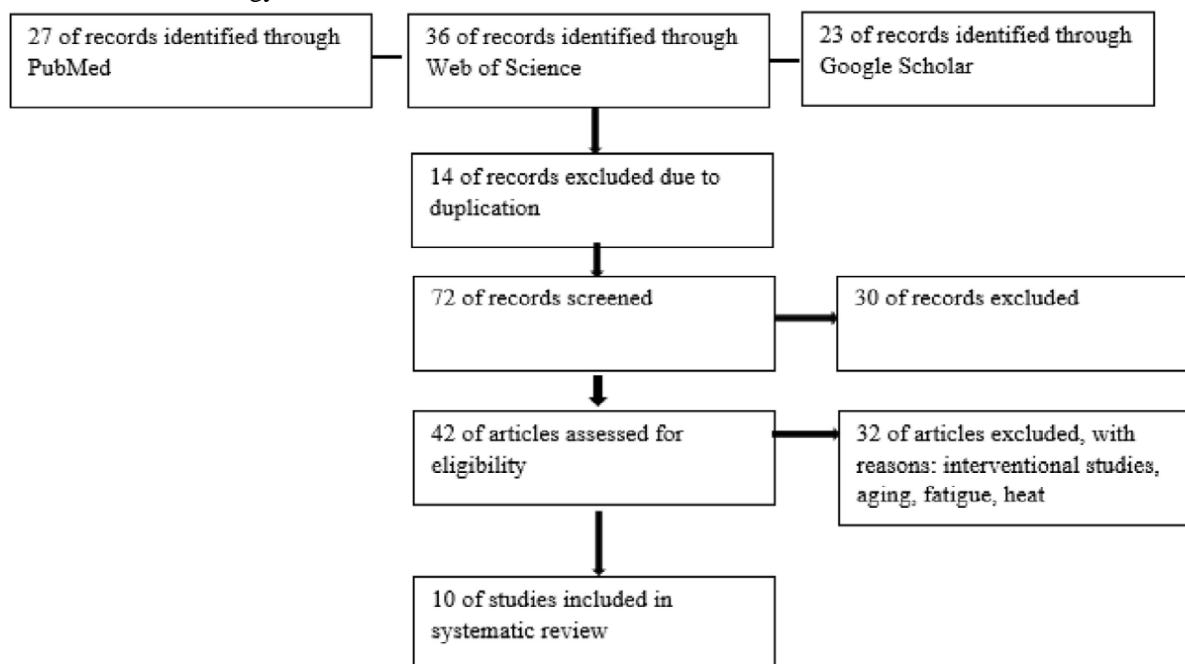 27 of records identified through
PubMed
36 of records identified through
Web of Science
23 of records identified through
Google Scholar
14 of records excluded due to
duplication
72 of records screened
30 of records excluded
42 of articles assessed for
eligibility
32 of articles excluded, with
reasons: interventional studies,
aging, fatigue, heat
10 of studies included in
systematic review